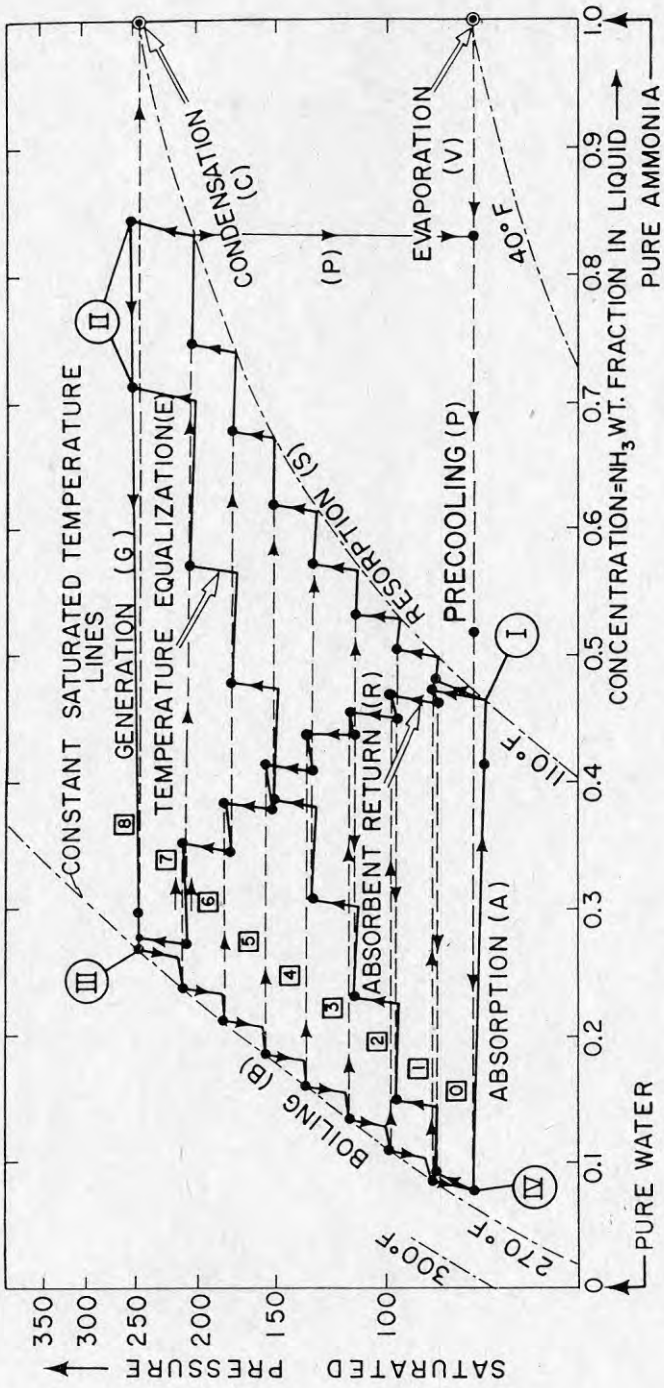 CONSTANT SATURATED TEMPERATURE
LINES
GENERATION (G)
II
CONDENSATION
(C)
III
8
7
6
TEMPERATURE EQUALIZATION(E)
(P)
5
4
3
2
1
0
RESORPTION (S)
ABSORBENT RETURN (R)
BOILING (B)
EVAPORATION
(V)
PRECOOLING (P)
ABSORPTION (A)
I
IV
300°F
270°F
110°F
40°F
SATURATED PRESSURE
350
300
250
200
150
100
0
0.1
0.2
0.3
0.4
0.5
0.6
0.7
0.8
0.9
1.0
PURE WATER
CONCENTRATION=NH3 WT. FRACTION IN LIQUID
PURE AMMONIA